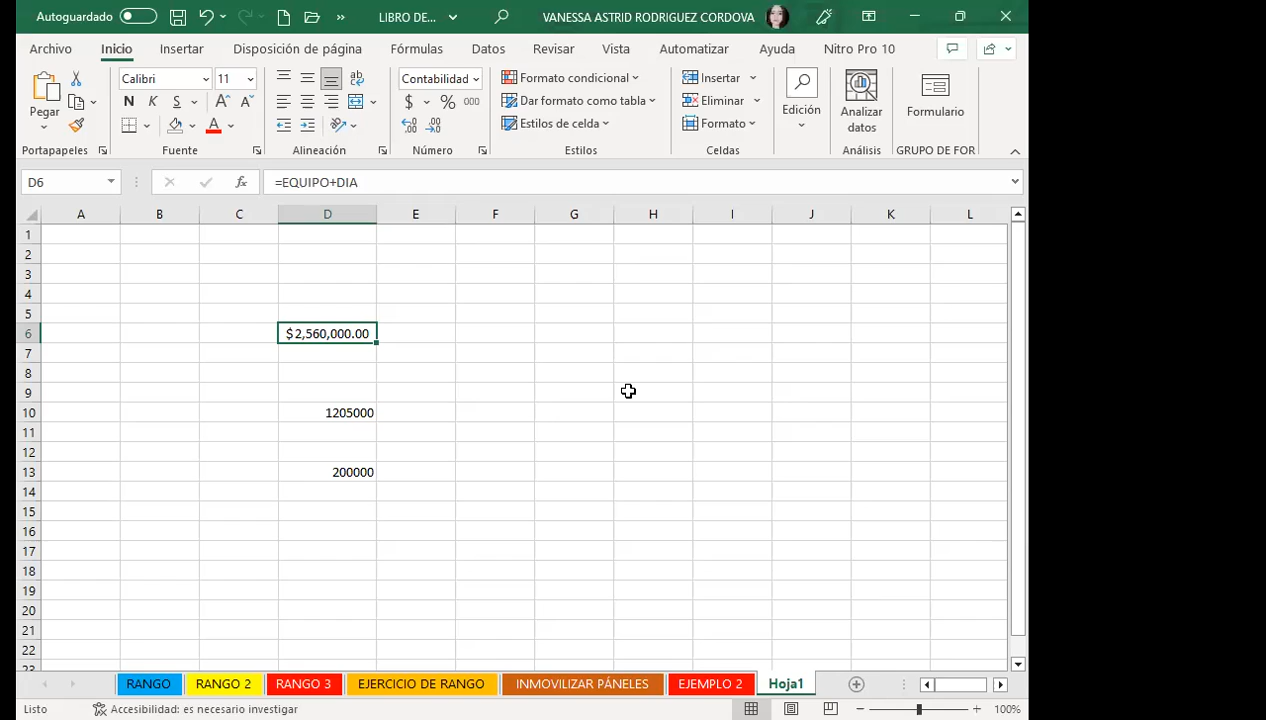 Autoguardado LIBRO DE... VANESSA ASTRID RODRIGUEZ CORDOVA
Archivo Inicio Insertar Disposición de página Fórmulas Datos Revisar Vista Automatizar Ayuda Nitro Pro 10
Pegar
Calibri 11
N K S
Contabilidad
$ % 000
Formato condicional
Dar formato como tabla
Estilos de celda
Insertar
Eliminar
Formato
Edición
Analizar datos
Formulario
Portapapeles Fuente Alineación Número Estilos Celdas Análisis GRUPO DE FOR
D6 fx =EQUIPO+DIA
A B C D E F G H I J K L
1
2
3
4
5
6 $2,560,000.00
7
8
9
10 1205000
11
12
13 200000
14
15
16
17
18
19
20
21
22
23
RANGO RANGO 2 RANGO 3 EJERCICIO DE RANGO INMOVILIZAR PÁNELES EJEMPLO 2 Hoja1
Listo Accesibilidad: es necesario investigar 100%